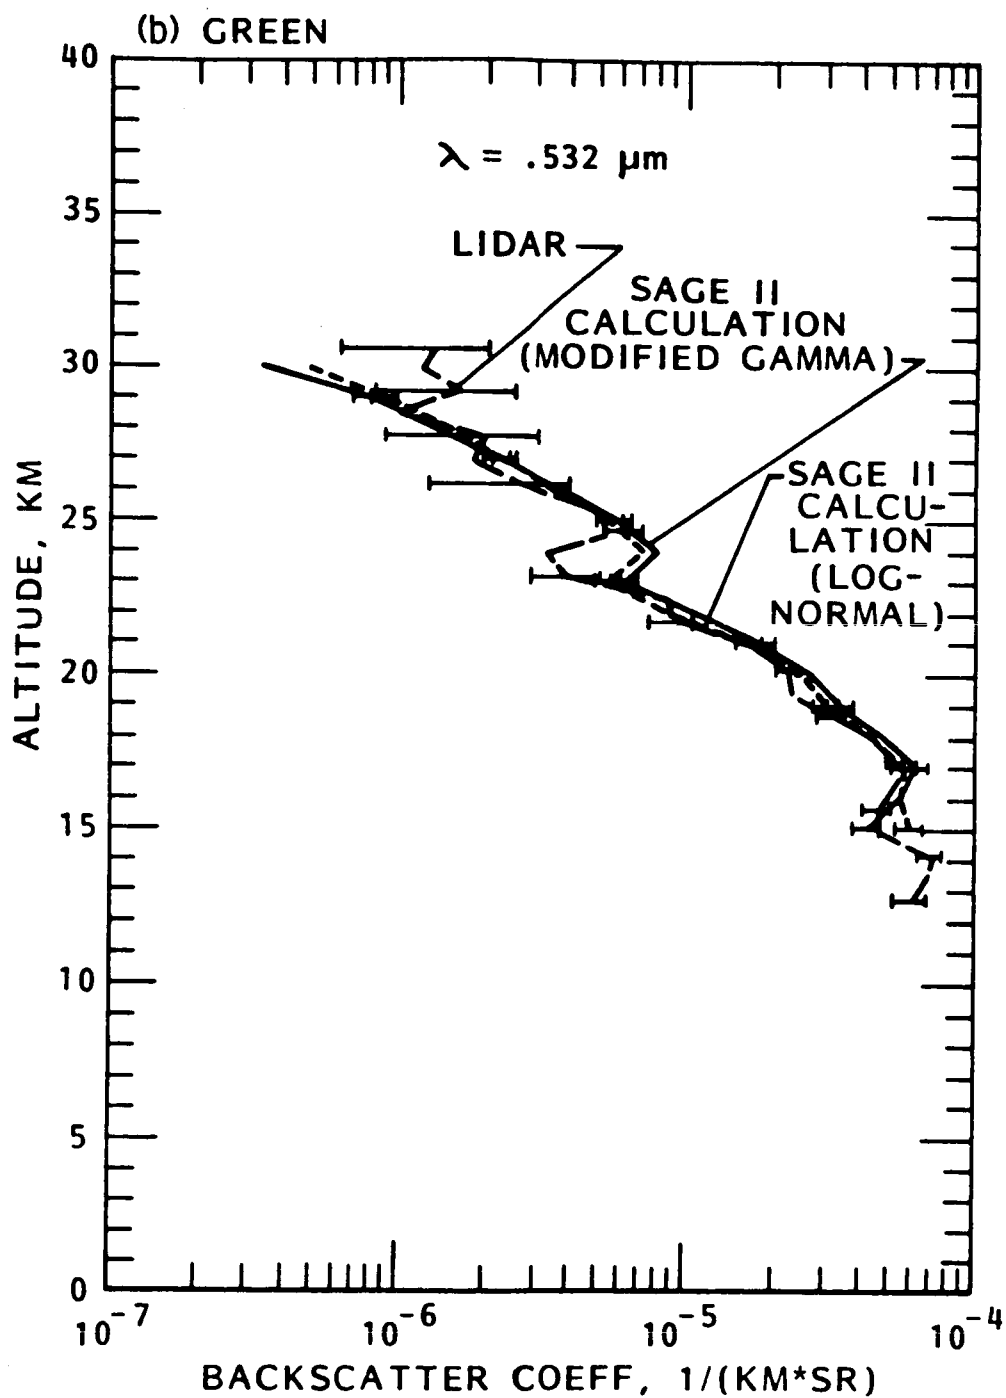 (b) GREEN
40
λ = .532 μm
35
LIDAR
SAGE II
CALCULATION
(MODIFIED GAMMA)
30
SAGE II
CALCU-
LATION
(LOG-
NORMAL)
25
20
15
10
5
0
ALTITUDE, KM
10-7
10-6
10-5
10-4
BACKSCATTER COEFF, 1/(KM*SR)